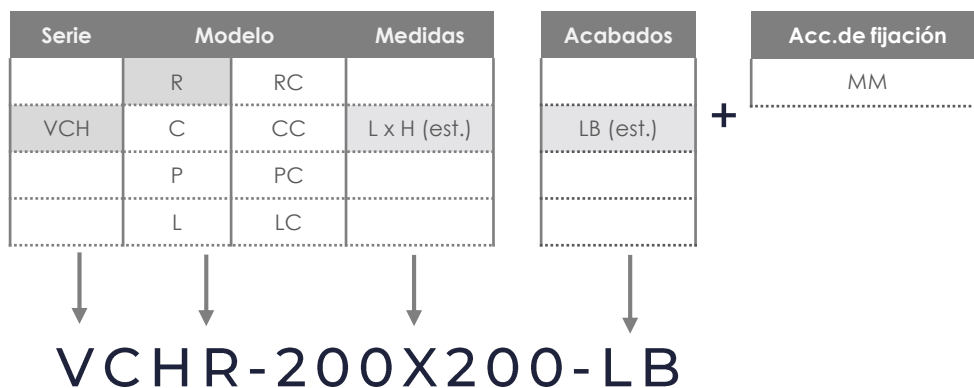 Serie Modelo Medidas Acabados Acc.de fijación
R RC MM
VCH C CC L x H (est.) LB (est.) +
P PC
L LC
VCHR-200X200-LB